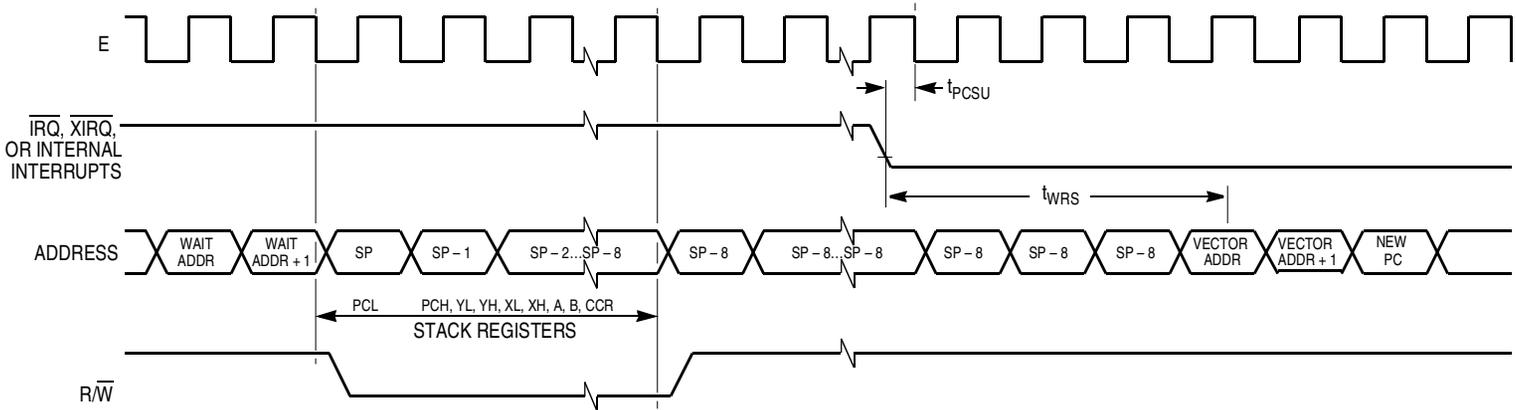 E
tPCSU
IRQ, XIRQ,
OR INTERNAL
INTERRUPTS
tWRS
ADDRESS
WAIT
ADDR
WAIT
ADDR + 1
SP
SP – 1
SP – 2...SP – 8
SP – 8
SP – 8...SP – 8
SP – 8
SP – 8
SP – 8
VECTOR
ADDR
VECTOR
ADDR + 1
NEW
PC
PCL
PCH, YL, YH, XL, XH, A, B, CCR
STACK REGISTERS
R/W